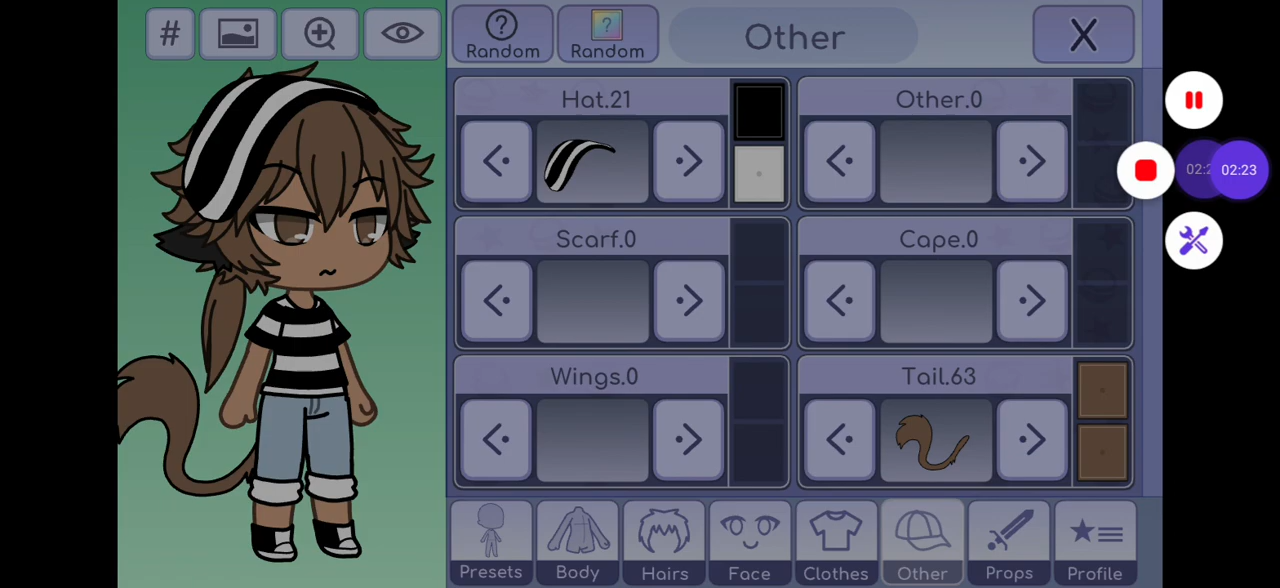 #
?
?
Random
Random
Other
X
Hat.21
Other.0
02:23
Scarf.0
Cape.0
Wings.0
Tail.63
Presets
Body
Hairs
Face
Clothes
Other
Props
Profile